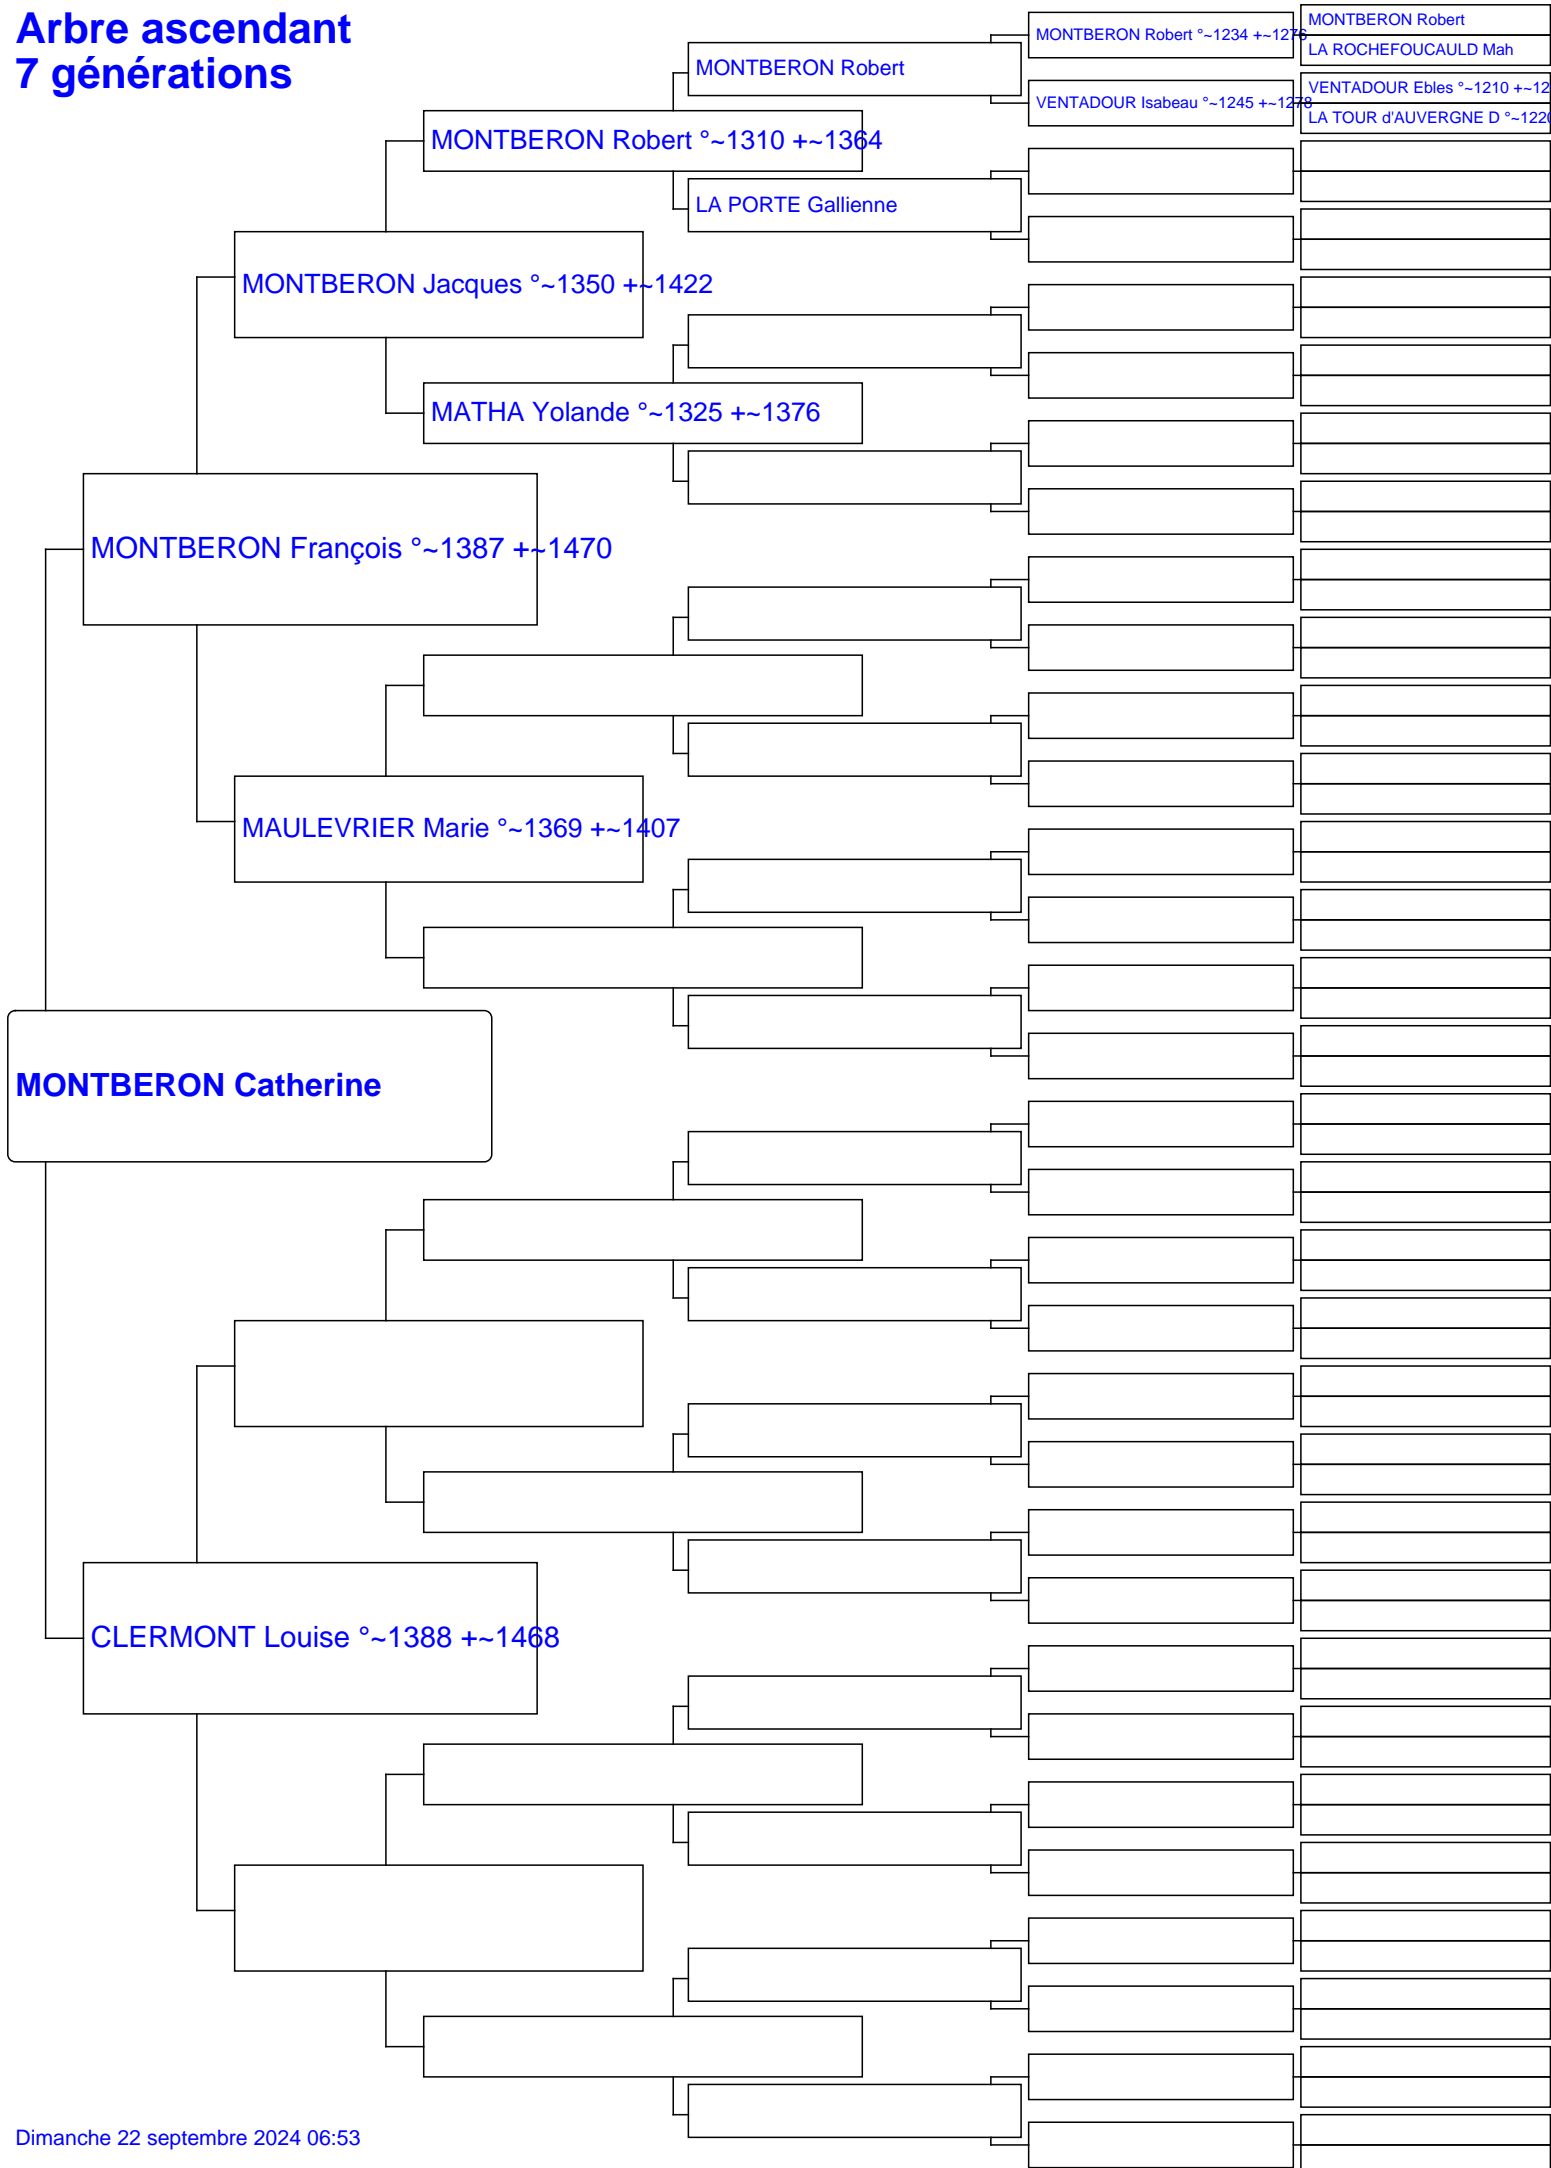 Arbre ascendant
7 générations
MONTBERON Robert
MONTBERON Robert °~1234 +~1276
LA ROCHEFOUCAULD Mah
MONTBERON Robert
VENTADOUR Ebles °~1210 +~12
VENTADOUR Isabeau °~1245 +~1278
LA TOUR d'AUVERGNE D °~1220
MONTBERON Robert °~1310 +~1364
LA PORTE Gallienne
MONTBERON Jacques °~1350 +~1422
MATHA Yolande °~1325 +~1376
MONTBERON François °~1387 +~1470
MAULEVRIER Marie °~1369 +~1407
MONTBERON Catherine
CLERMONT Louise °~1388 +~1468
Dimanche 22 septembre 2024 06:53